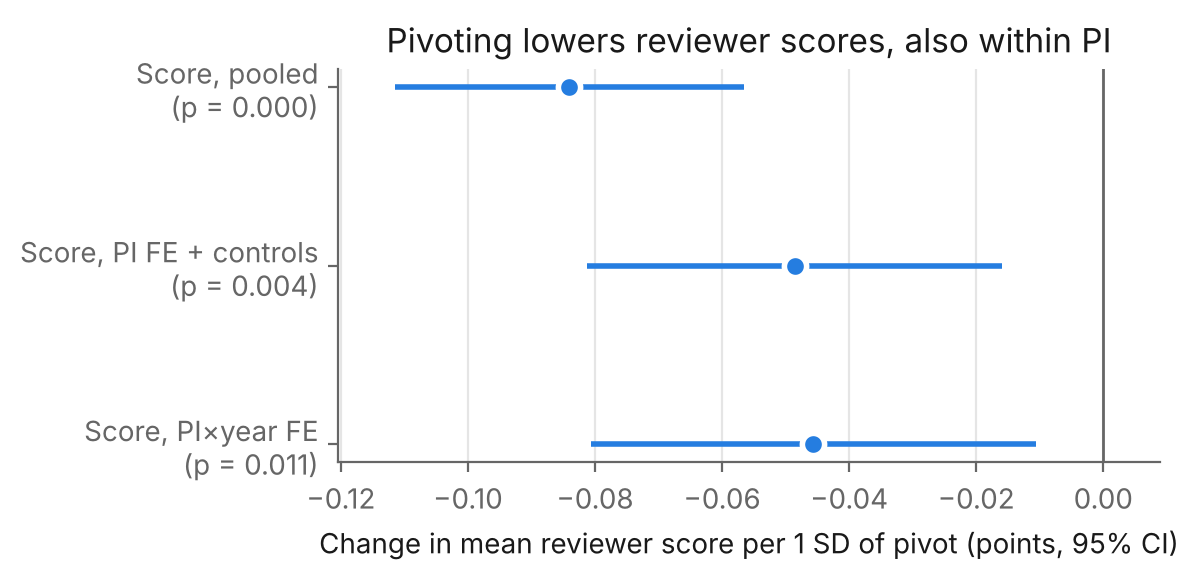 Pivoting lowers reviewer scores, also within PI
Score, pooled
(p = 0.000)
Score, PI FE + controls
(p = 0.004)
Score, PI×year FE
(p = 0.011)
−0.12 −0.10 −0.08 −0.06 −0.04 −0.02 0.00
Change in mean reviewer score per 1 SD of pivot (points, 95% CI)